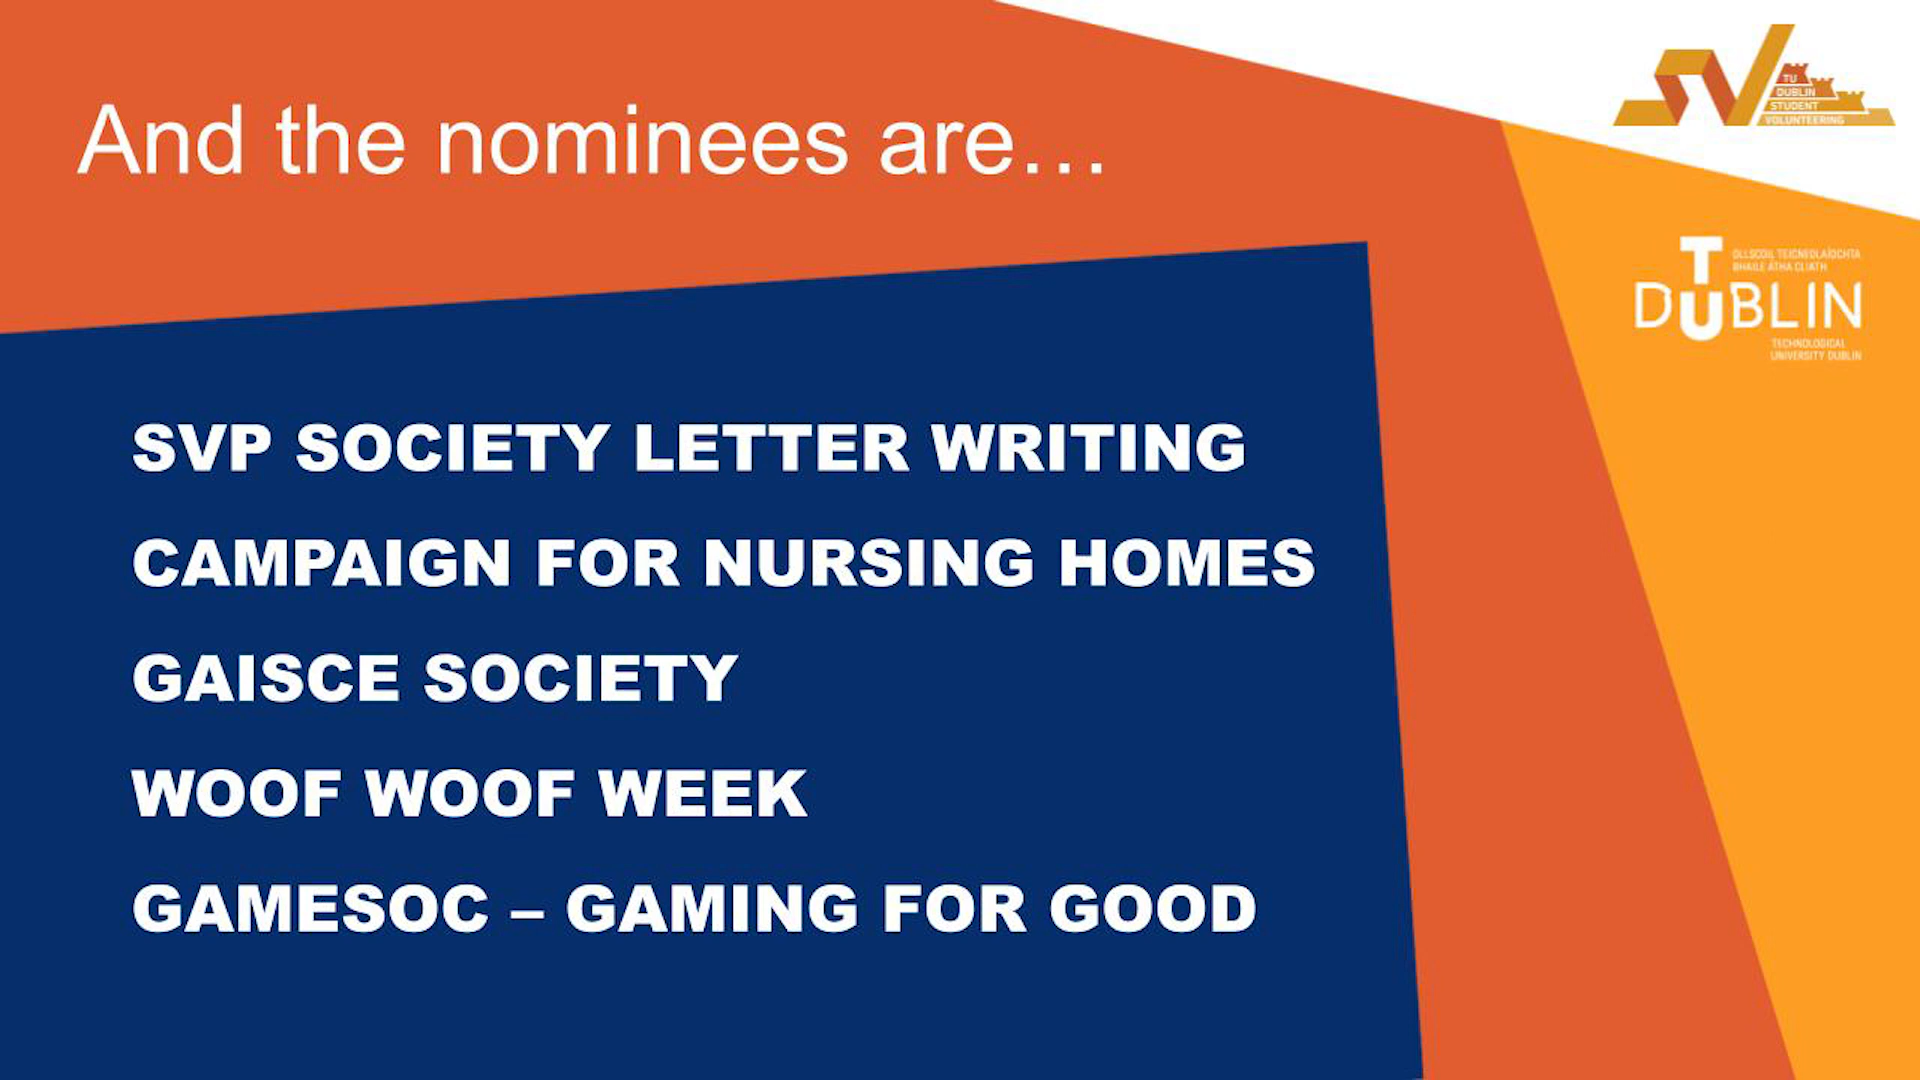 And the nominees are…
TU
DUBLIN
STUDENT
VOLUNTEERING
OLLSCOIL TEICNEOLAÍOCHTA
BHAILE ÁTHA CLIATH
TU DUBLIN
TECHNOLOGICAL
UNIVERSITY DUBLIN
SVP SOCIETY LETTER WRITING
CAMPAIGN FOR NURSING HOMES
GAISCE SOCIETY
WOOF WOOF WEEK
GAMESOC – GAMING FOR GOOD